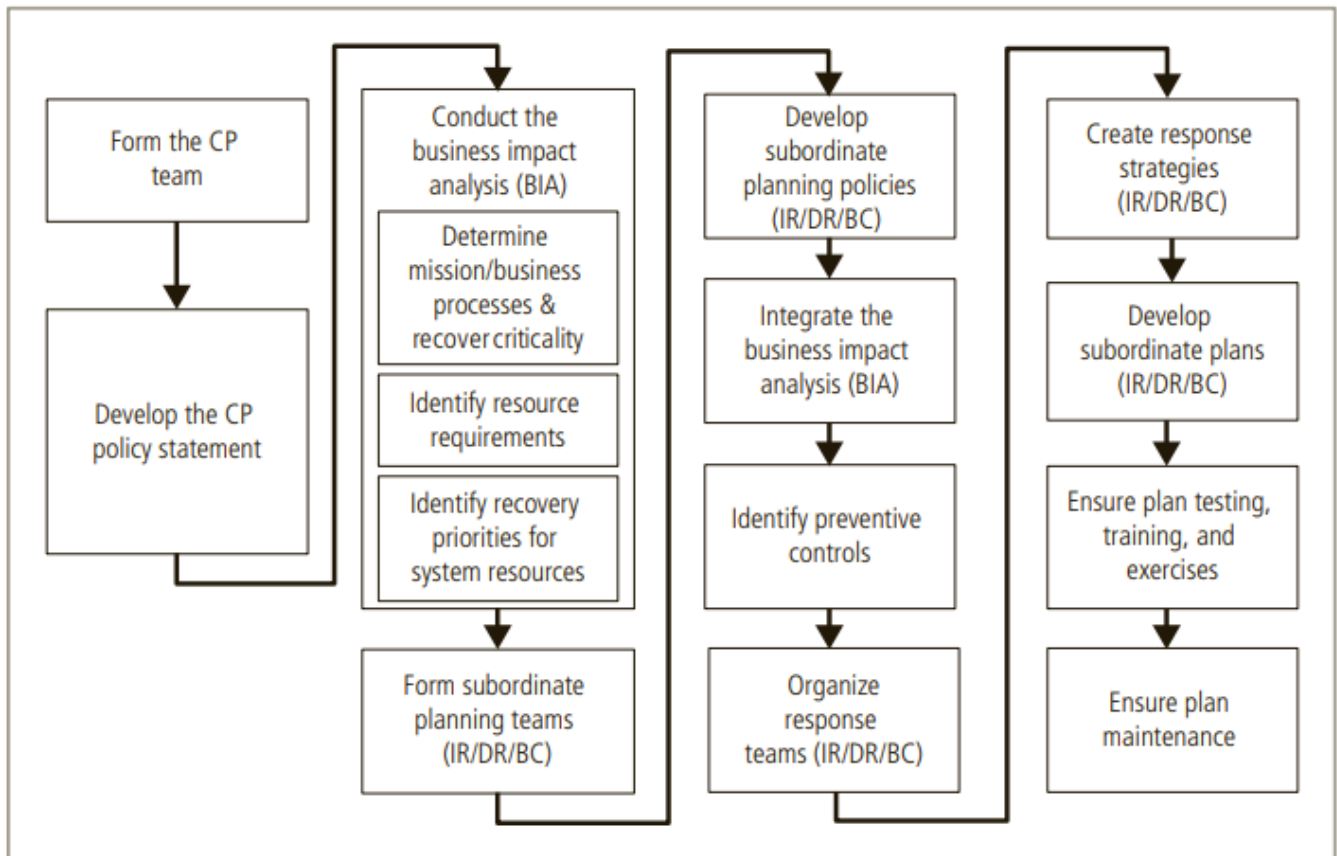 Form the CP
team
Develop the CP
policy statement
Conduct the
business impact
analysis (BIA)
Determine
mission/business
processes &
recover criticality
Identify resource
requirements
Identify recovery
priorities for
system resources
Form subordinate
planning teams
(IR/DR/BC)
Develop
subordinate
planning policies
(IR/DR/BC)
Integrate the
business impact
analysis (BIA)
Identify preventive
controls
Organize
response
teams (IR/DR/BC)
Create response
strategies
(IR/DR/BC)
Develop
subordinate plans
(IR/DR/BC)
Ensure plan testing,
training, and
exercises
Ensure plan
maintenance